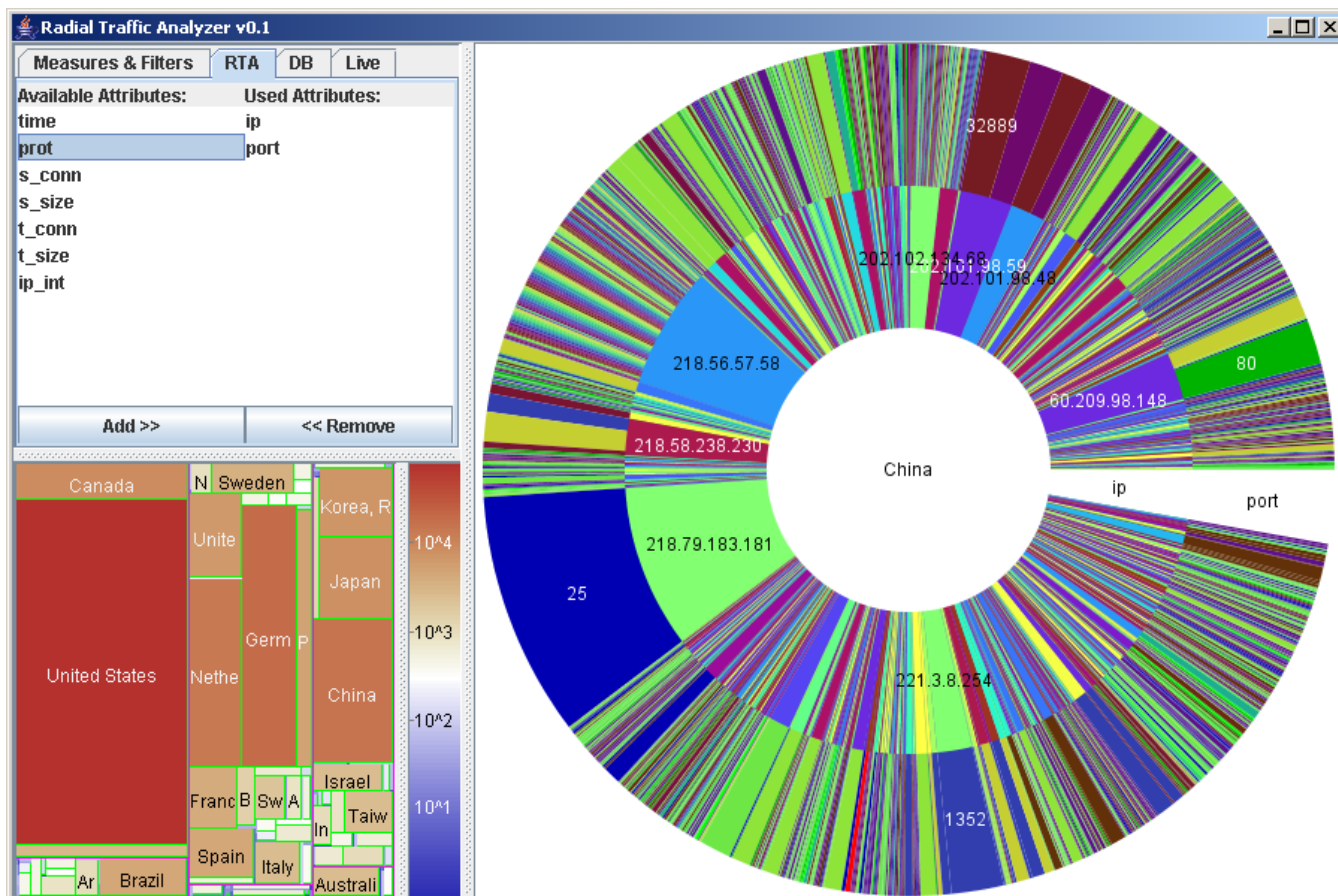 Radial Traffic Analyzer v0.1
Measures & Filters RTA DB Live
Available Attributes: Used Attributes:
time ip
prot port
s_conn
s_size
t_conn
t_size
ip_int
Add >> << Remove
Canada
N Sweden
Unite
Korea, R
Japan
Germ
P
United States
Nethe
China
Franc
B
Sw
A
Israel
In
Taiw
Spain
Italy
Ar
Brazil
Australi
10^4
10^3
10^2
10^1
32889
202.102.134.68
202.101.98.59
202.101.98.48
218.56.57.58
80
60.209.98.148
218.58.238.230
China
ip
port
218.79.183.181
25
221.3.8.254
1352